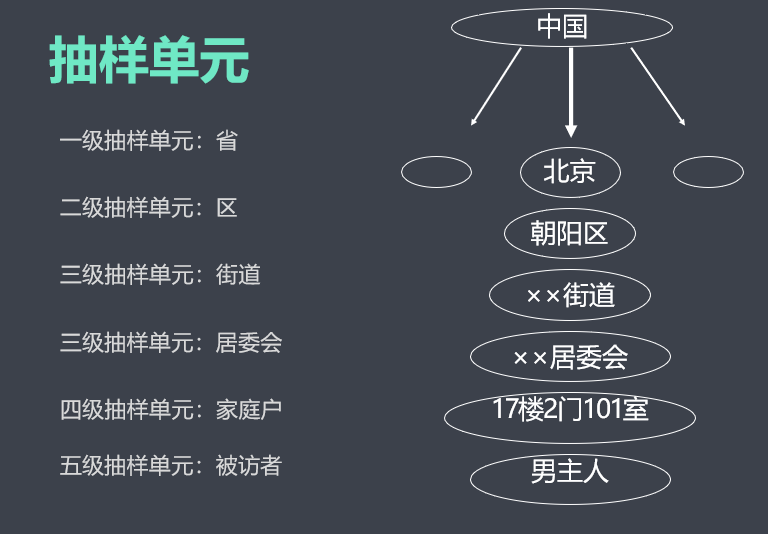 抽样单元
一级抽样单元：省
二级抽样单元：区
三级抽样单元：街道
三级抽样单元：居委会
四级抽样单元：家庭户
五级抽样单元：被访者
中国
北京
朝阳区
××街道
××居委会
17楼2门101室
男主人